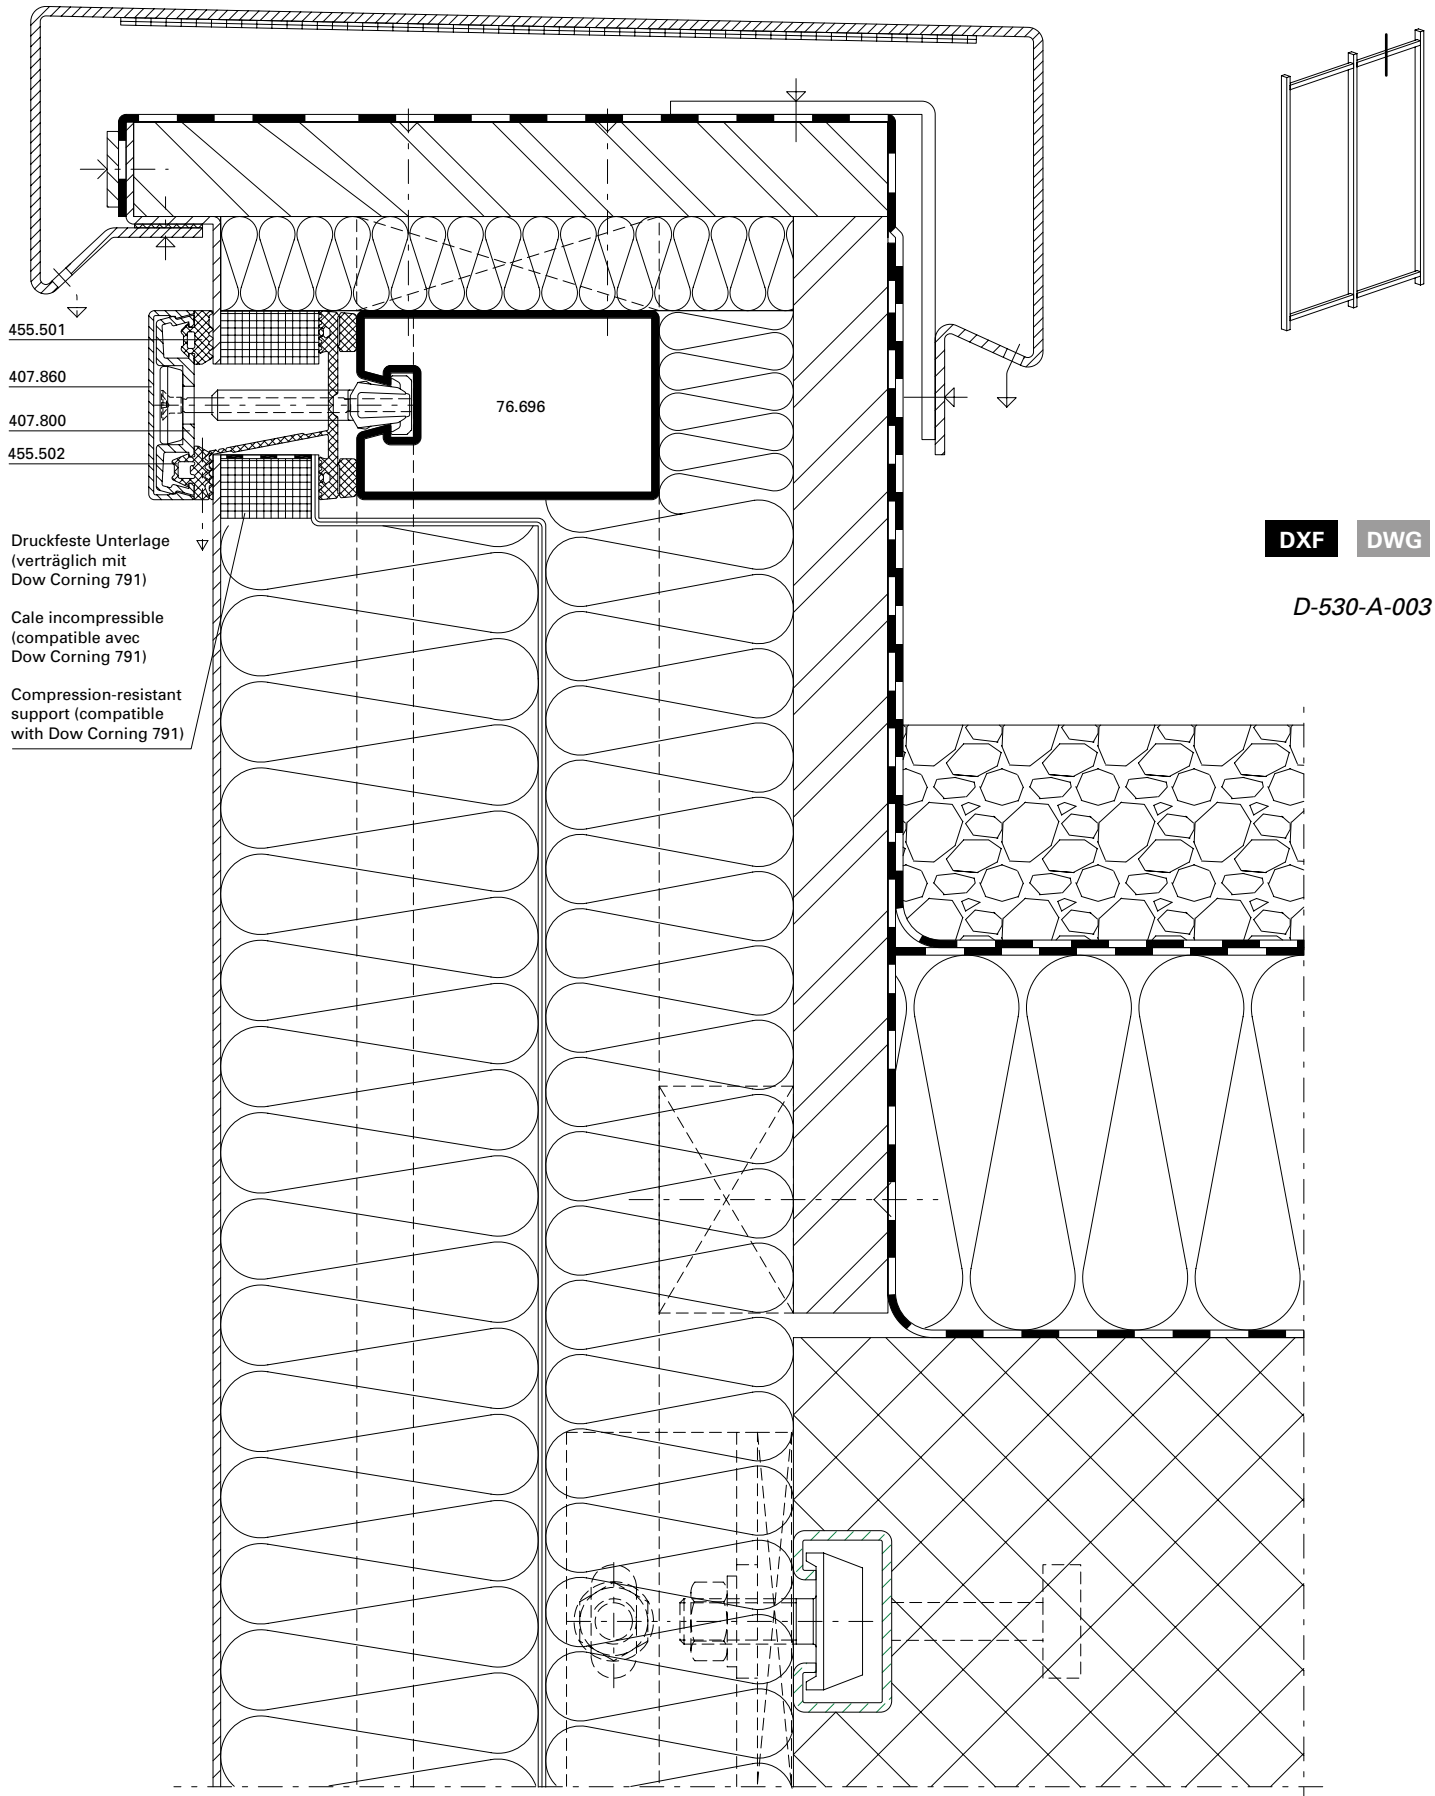 455.501
407.860
407.800
455.502
76.696
Druckfeste Unterlage
(verträglich mit
Dow Corning 791)
Cale incompressible
(compatible avec
Dow Corning 791)
Compression-resistant
support (compatible
with Dow Corning 791)
DXF DWG
D-530-A-003